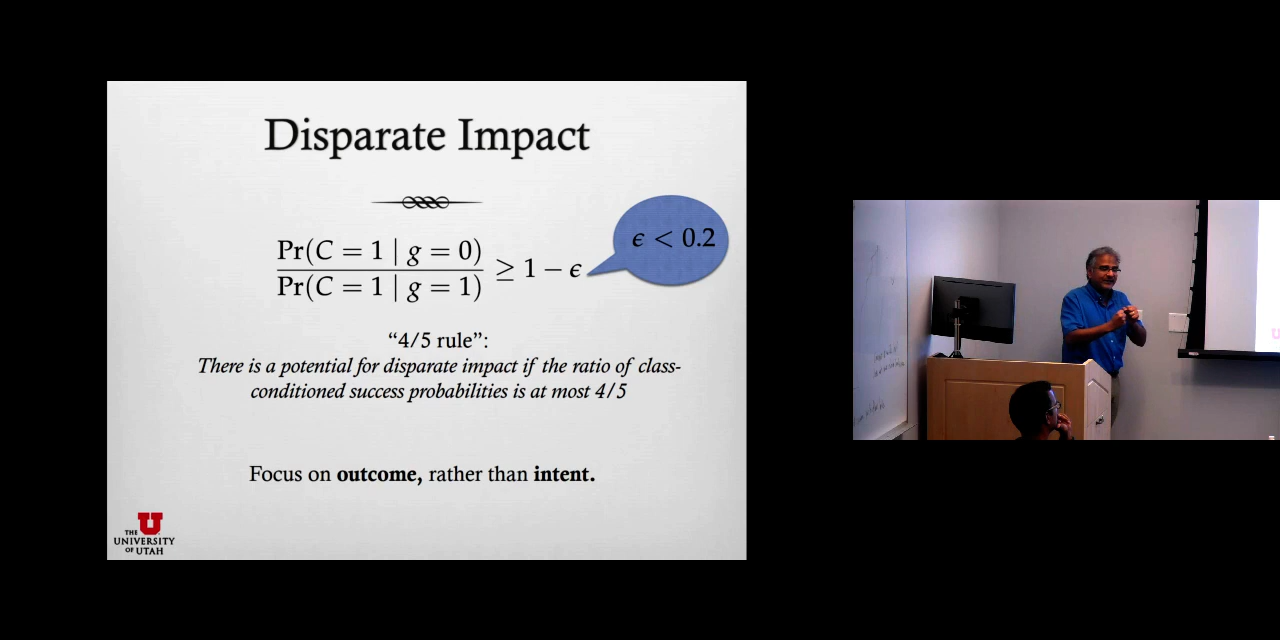 Disparate Impact
Pr(C = 1 | g = 0)
Pr(C = 1 | g = 1)
≥ 1 − ϵ
ϵ < 0.2
“4/5 rule”:
There is a potential for disparate impact if the ratio of class-
conditioned success probabilities is at most 4/5
Focus on outcome, rather than intent.
THE
UNIVERSITY
OF UTAH